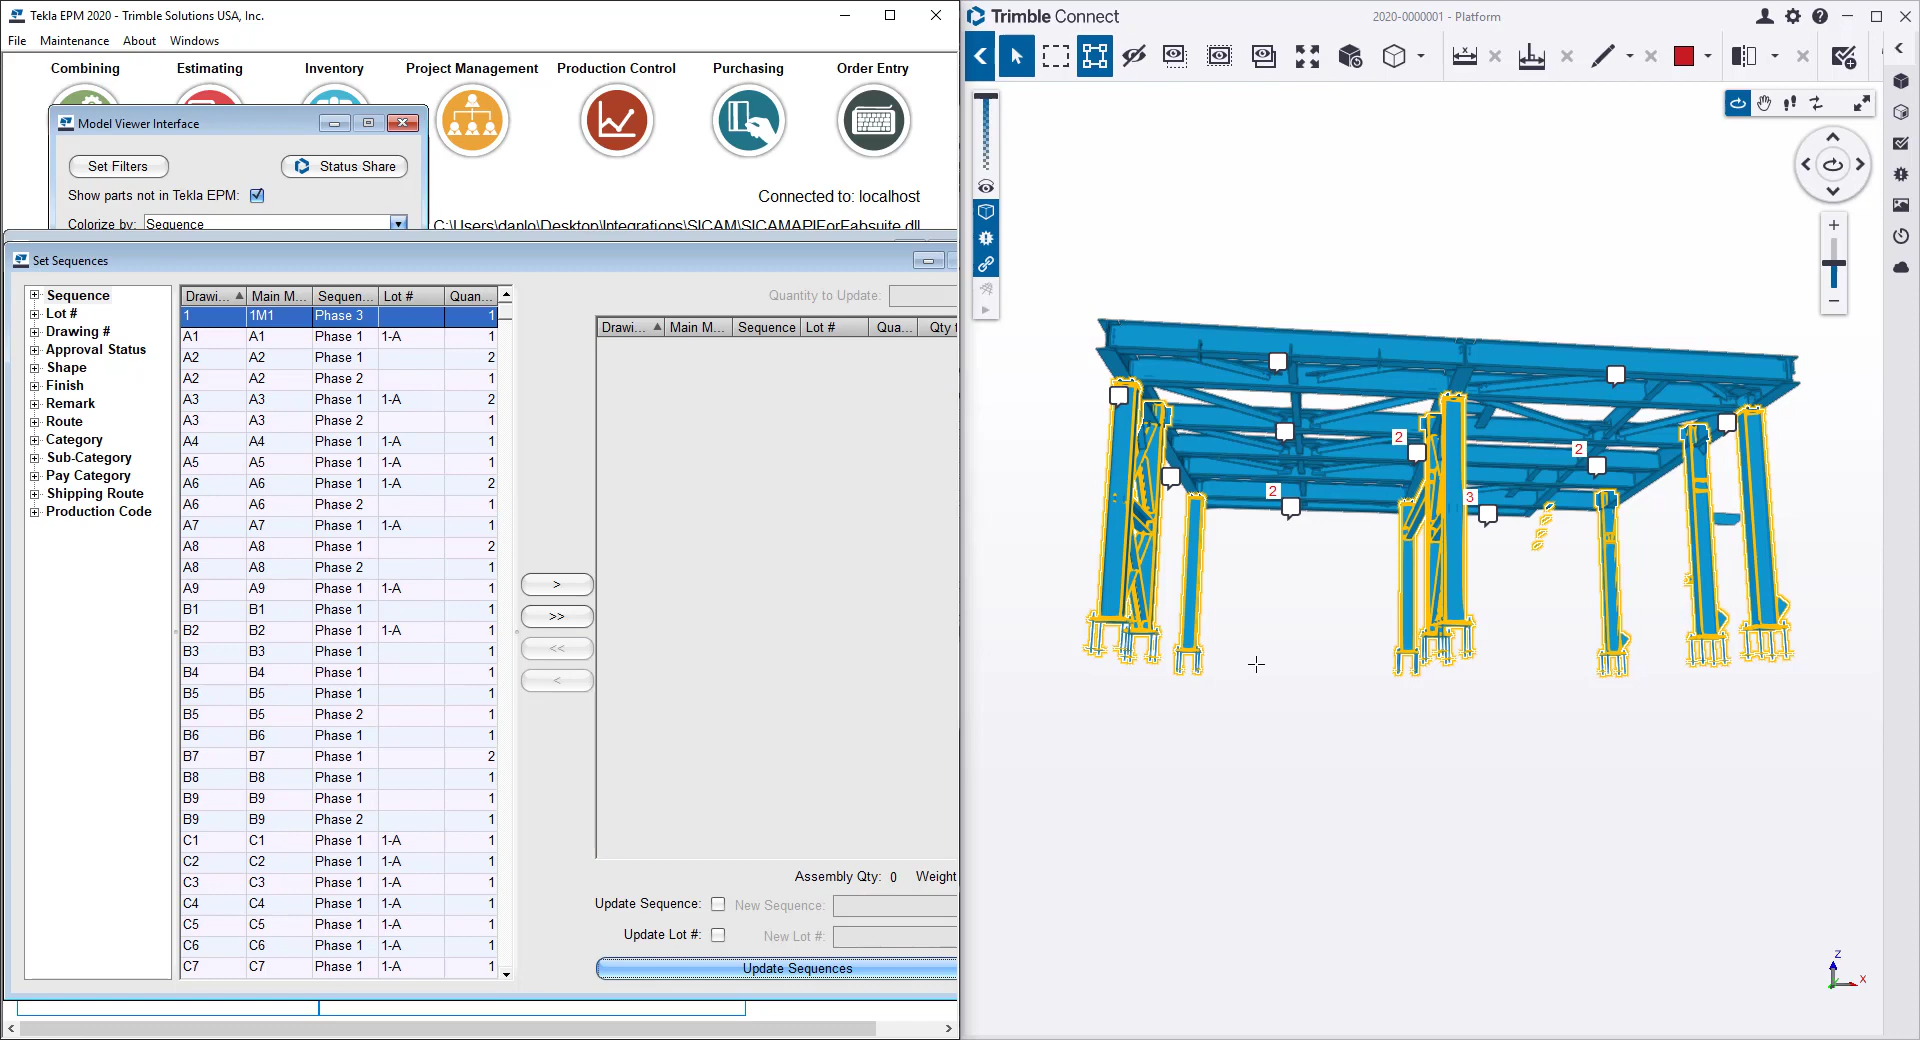 Tekla EPM 2020 - Trimble Solutions USA, Inc.
File Maintenance About Windows
Combining Estimating Inventory Project Management Production Control Purchasing Order Entry
Model Viewer Interface
Set Filters Status Share
Show parts not in Tekla EPM:
Connected to: localhost
Colorize by: Sequence
C:\Users\danlo\Desktop\Integrations\SICAM\SICAMAPIForFabsuite.dll
Set Sequences
Sequence
Lot #
Drawing #
Approval Status
Shape
Finish
Remark
Route
Category
Sub-Category
Pay Category
Shipping Route
Production Code
Drawi... Main M... Sequen... Lot # Quan...
1 1M1 Phase 3 1
A1 A1 Phase 1 1-A 1
A2 A2 Phase 1 2
A2 A2 Phase 2 1
A3 A3 Phase 1 1-A 2
A3 A3 Phase 2 1
A4 A4 Phase 1 1-A 1
A5 A5 Phase 1 1-A 1
A6 A6 Phase 1 1-A 2
A6 A6 Phase 2 1
A7 A7 Phase 1 1-A 1
A8 A8 Phase 1 2
A8 A8 Phase 2 1
A9 A9 Phase 1 1-A 1
B1 B1 Phase 1 1
B2 B2 Phase 1 1-A 1
B3 B3 Phase 1 1
B4 B4 Phase 1 1
B5 B5 Phase 1 1
B5 B5 Phase 2 1
B6 B6 Phase 1 1
B7 B7 Phase 1 2
B8 B8 Phase 1 1
B9 B9 Phase 1 1
B9 B9 Phase 2 1
C1 C1 Phase 1 1-A 1
C2 C2 Phase 1 1-A 1
C3 C3 Phase 1 1-A 1
C4 C4 Phase 1 1-A 1
C5 C5 Phase 1 1-A 1
C6 C6 Phase 1 1-A 1
C7 C7 Phase 1 1-A 1
>
>>
<<
<
Quantity to Update:
Drawi... Main M... Sequence Lot # Qua... Qty
Assembly Qty: 0 Weight
Update Sequence: New Sequence:
Update Lot #: New Lot #:
Update Sequences
Trimble Connect
2020-0000001 - Platform
2
2
2
3
Z
X